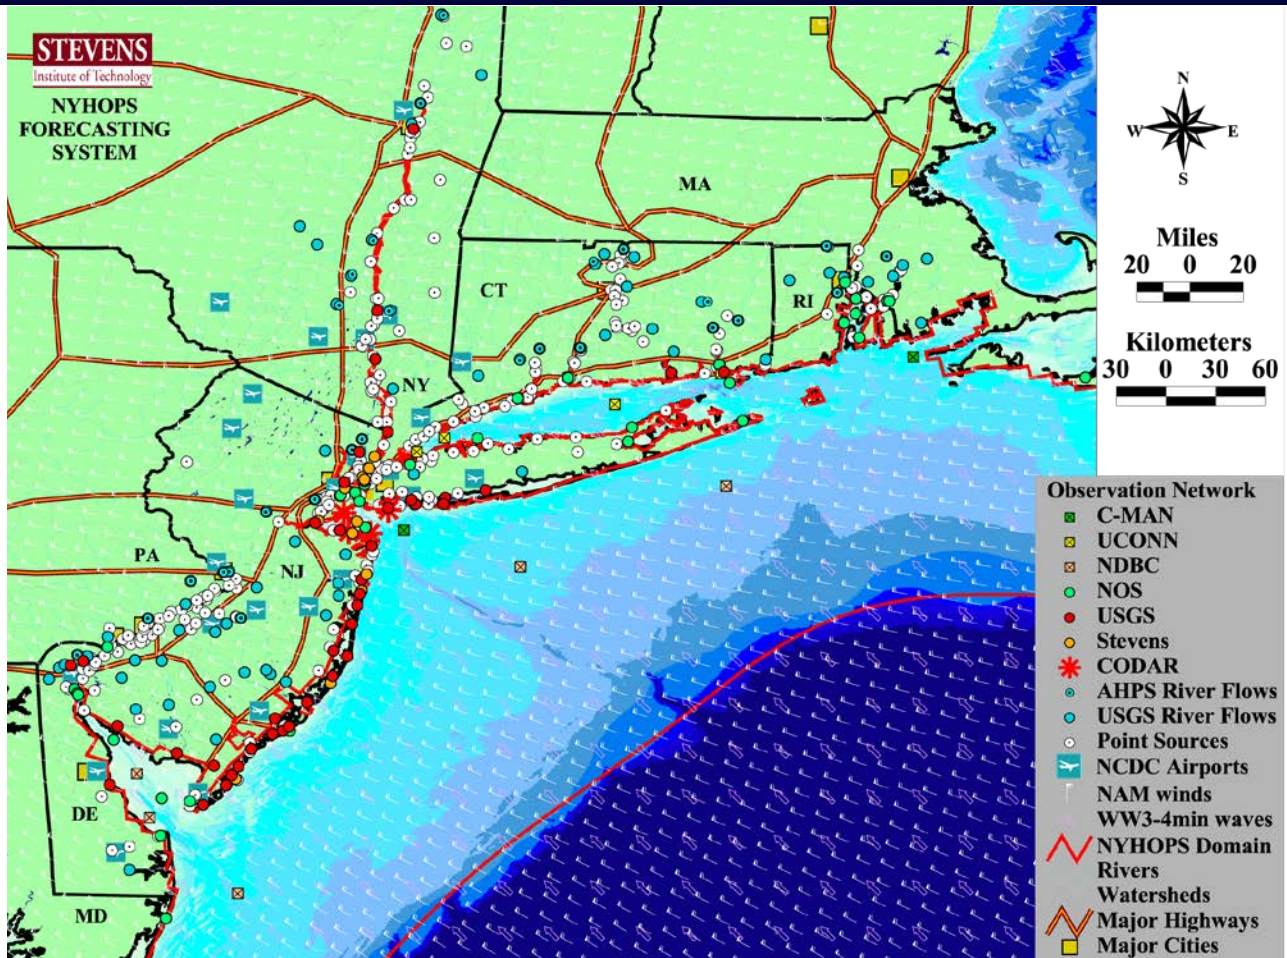 STEVENS
Institute of Technology
NYHOPS
FORECASTING
SYSTEM
MA
CT
RI
NY
PA
NJ
DE
MD
N
W E
S
Miles
20 0 20
Kilometers
30 0 30 60
Observation Network
C-MAN
UCONN
NDBC
NOS
USGS
Stevens
CODAR
AHPS River Flows
USGS River Flows
Point Sources
NCDC Airports
NAM winds
WW3-4min waves
NYHOPS Domain
Rivers
Watersheds
Major Highways
Major Cities